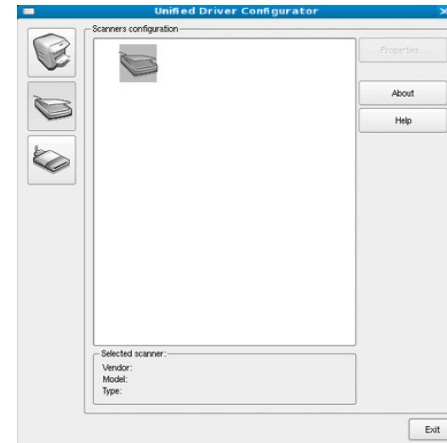 Unified Driver Configurator
Scanners configuration
Properties...
About
Help
Selected scanner:
Vendor:
Model:
Type:
Exit